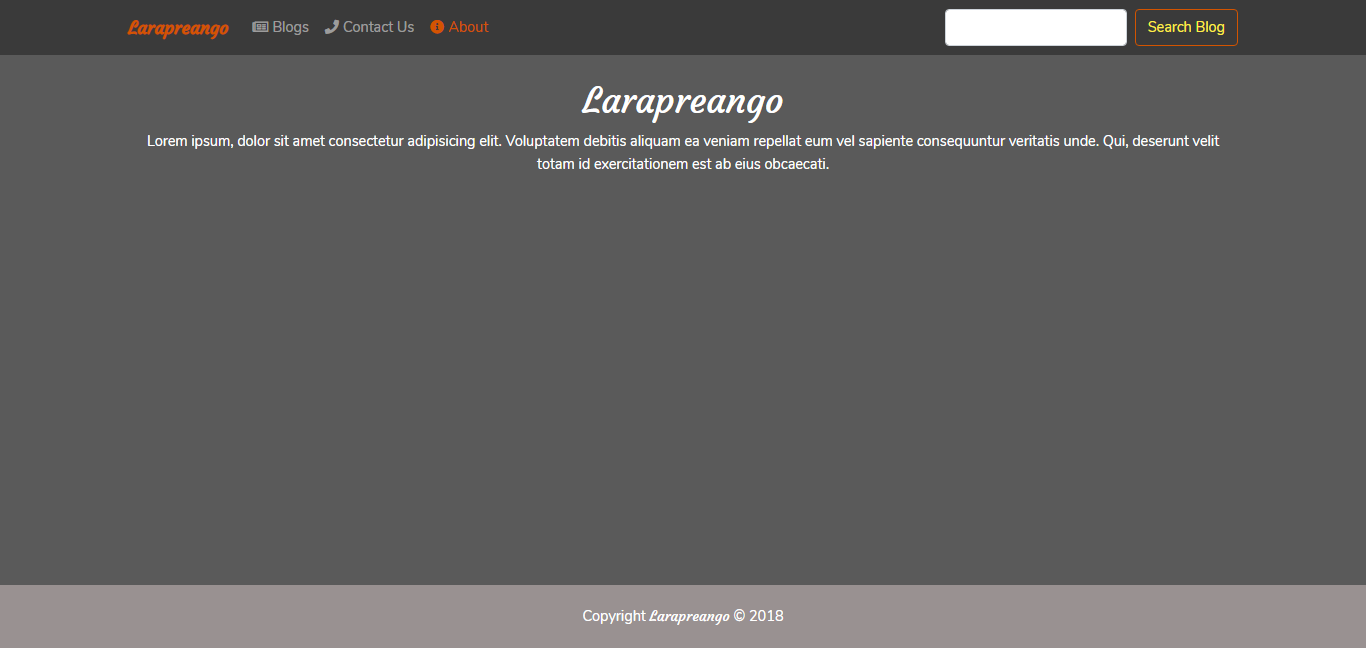 Larapreango Blogs Contact Us About Search Blog
Larapreango
Lorem ipsum, dolor sit amet consectetur adipisicing elit. Voluptatem debitis aliquam ea veniam repellat eum vel sapiente consequuntur veritatis unde. Qui, deserunt velit
totam id exercitationem est ab eius obcaecati.
Copyright Larapreango © 2018